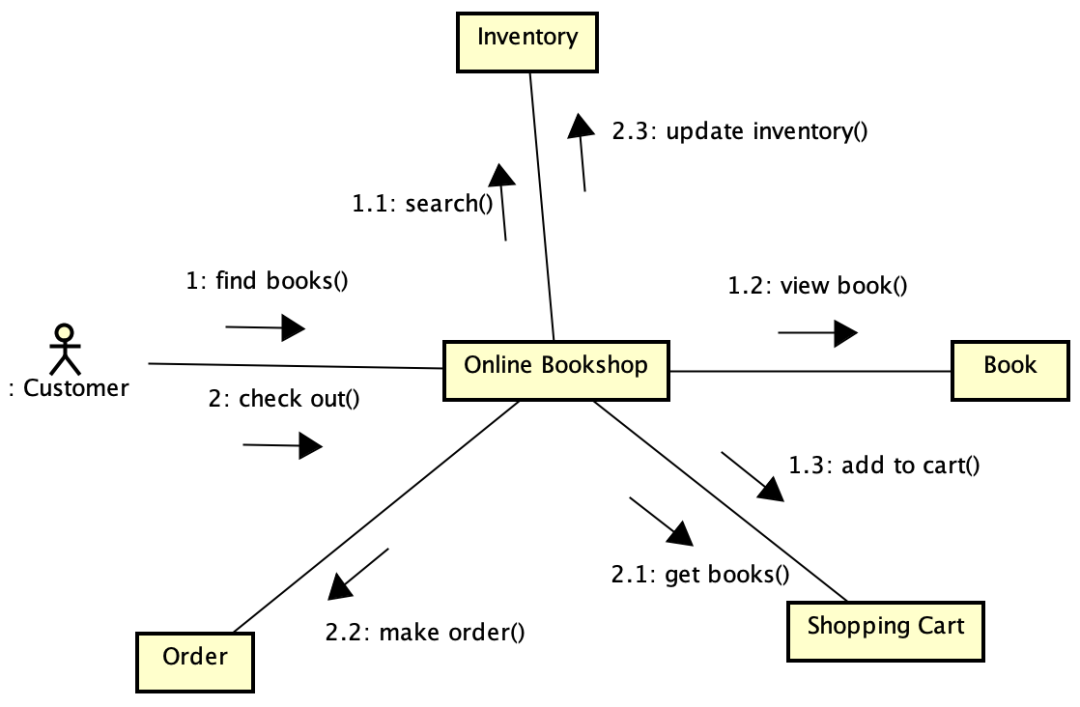 Inventory
2.3: update inventory()
1.1: search()
1: find books()
1.2: view book()
Online Bookshop
Book
: Customer
2: check out()
1.3: add to cart()
2.1: get books()
2.2: make order()
Shopping Cart
Order